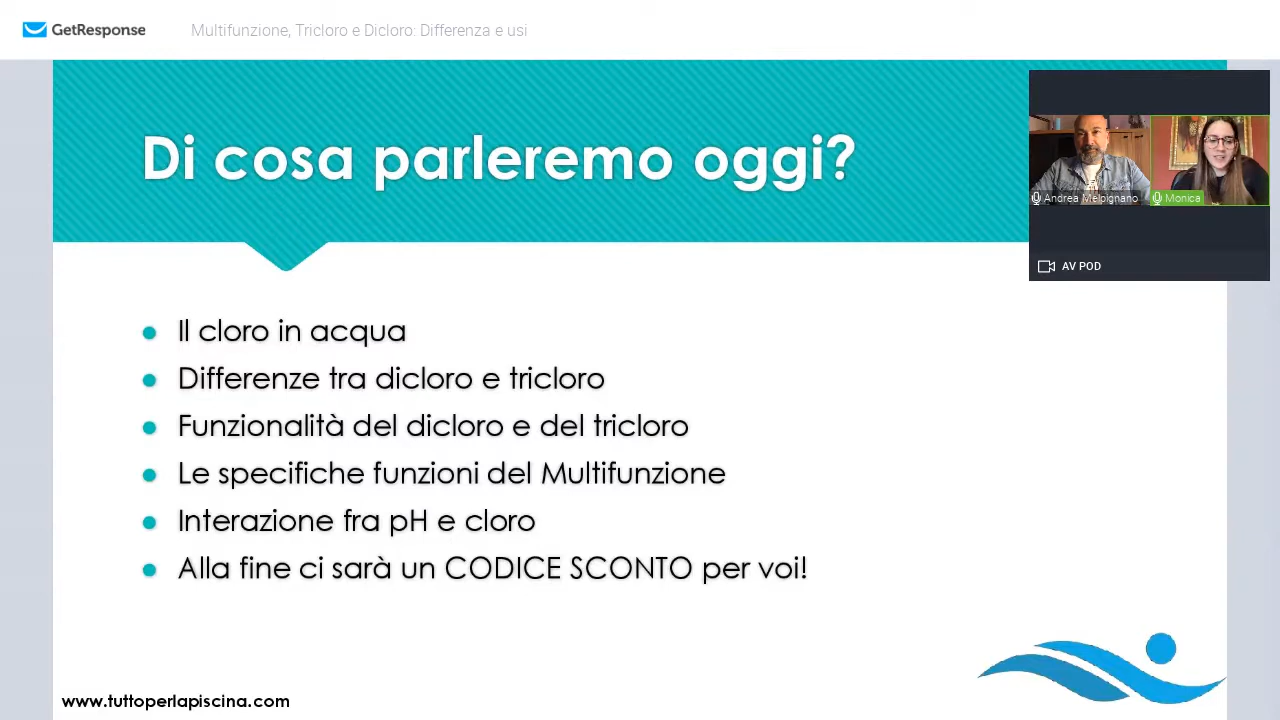 GetResponse
Multifunzione, Tricloro e Dicloro: Differenza e usi
Di cosa parleremo oggi?
Andrea Melpignano
Monica
AV POD
Il cloro in acqua
Differenze tra dicloro e tricloro
Funzionalità del dicloro e del tricloro
Le specifiche funzioni del Multifunzione
Interazione fra pH e cloro
Alla fine ci sarà un CODICE SCONTO per voi!
www.tuttoperlapiscina.com